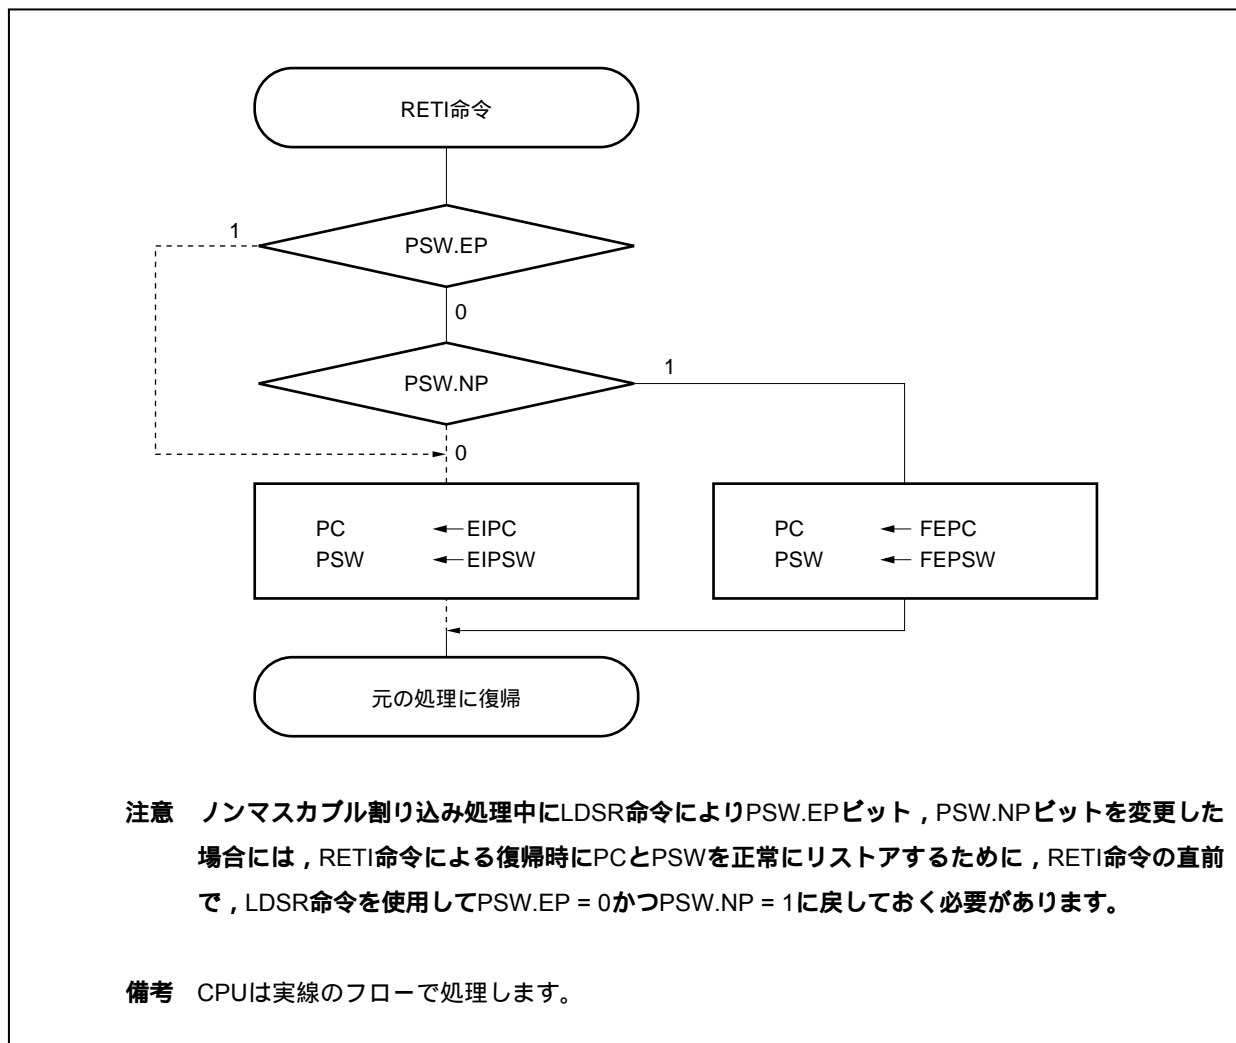 RETI命令
1
PSW.EP
0
PSW.NP
1
0
PC ← EIPC
PSW ← EIPSW
PC ← FEPC
PSW ← FEPSW
元の処理に復帰
注意 ノンマスカブル割り込み処理中にLDSR命令によりPSW.EPビット，PSW.NPビットを変更した
場合には，RETI命令による復帰時にPCとPSWを正常にリストアするために，RETI命令の直前
で，LDSR命令を使用してPSW.EP = 0かつPSW.NP = 1に戻しておく必要があります。
備考 CPUは実線のフローで処理します。